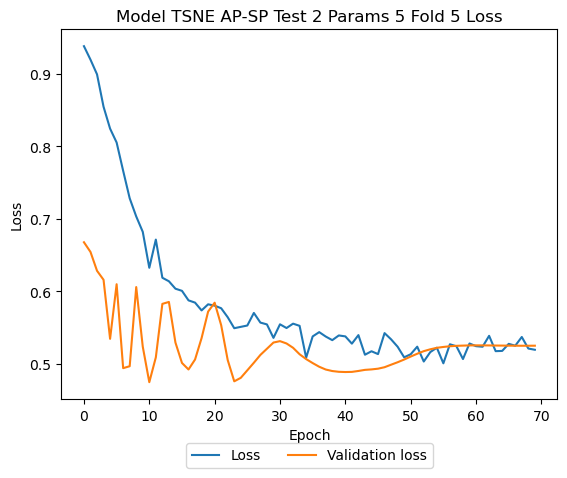 Model TSNE AP-SP Test 2 Params 5 Fold 5 Loss
Loss
0.9
0.8
0.7
0.6
0.5
0 10 20 30 40 50 60 70
Epoch
Loss Validation loss